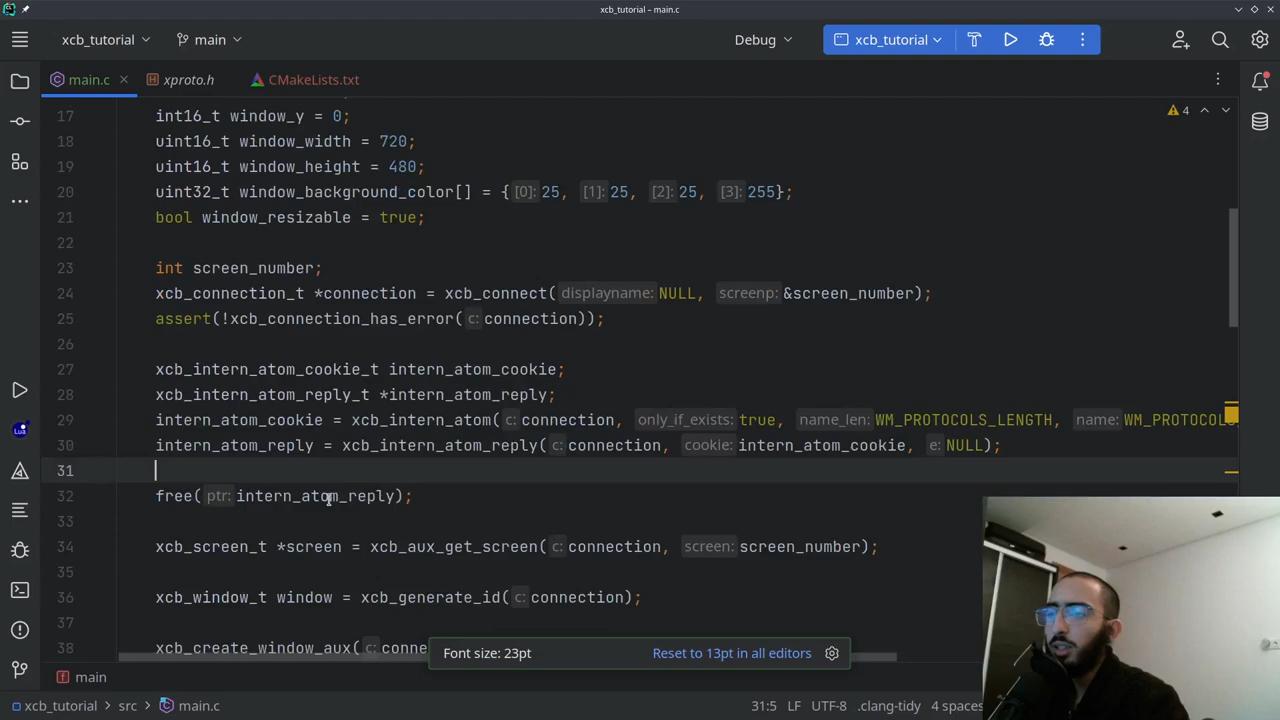 xcb_tutorial – main.c
xcb_tutorial
main
Debug
xcb_tutorial
main.c
xproto.h
CMakeLists.txt
4
17 int16_t window_y = 0;
18 uint16_t window_width = 720;
19 uint16_t window_height = 480;
20 uint32_t window_background_color[] = {[0]: 25, [1]: 25, [2]: 25, [3]: 255};
21 bool window_resizable = true;
22
23 int screen_number;
24 xcb_connection_t *connection = xcb_connect(displayname: NULL, screenp: &screen_number);
25 assert(!xcb_connection_has_error(c: connection));
26
27 xcb_intern_atom_cookie_t intern_atom_cookie;
28 xcb_intern_atom_reply_t *intern_atom_reply;
29 intern_atom_cookie = xcb_intern_atom(c: connection, only_if_exists: true, name_len: WM_PROTOCOLS_LENGTH, name: WM_PROTOCOLS
30 intern_atom_reply = xcb_intern_atom_reply(c: connection, cookie: intern_atom_cookie, e: NULL);
31
32 free(ptr: intern_atom_reply);
33
34 xcb_screen_t *screen = xcb_aux_get_screen(c: connection, screen: screen_number);
35
36 xcb_window_t window = xcb_generate_id(c: connection);
37
38 xcb_create_window_aux(c: conne
Font size: 23pt Reset to 13pt in all editors
Lua
main
xcb_tutorial > src > main.c
31:5 LF UTF-8 .clang-tidy 4 spaces